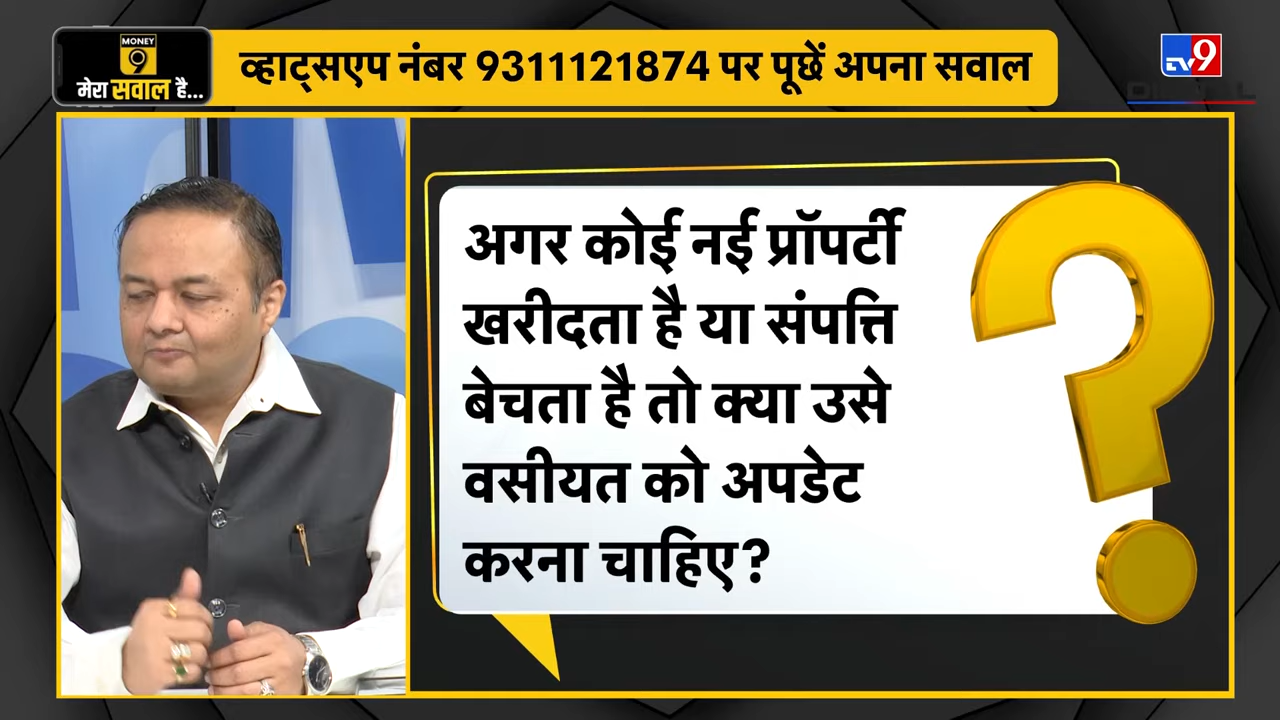 MONEY
9
मेरा सवाल है...
व्हाट्सएप नंबर 9311121874 पर पूछें अपना सवाल
TV9
अगर कोई नई प्रॉपर्टी
खरीदता है या संपत्ति
बेचता है तो क्या उसे
वसीयत को अपडेट
करना चाहिए?
?